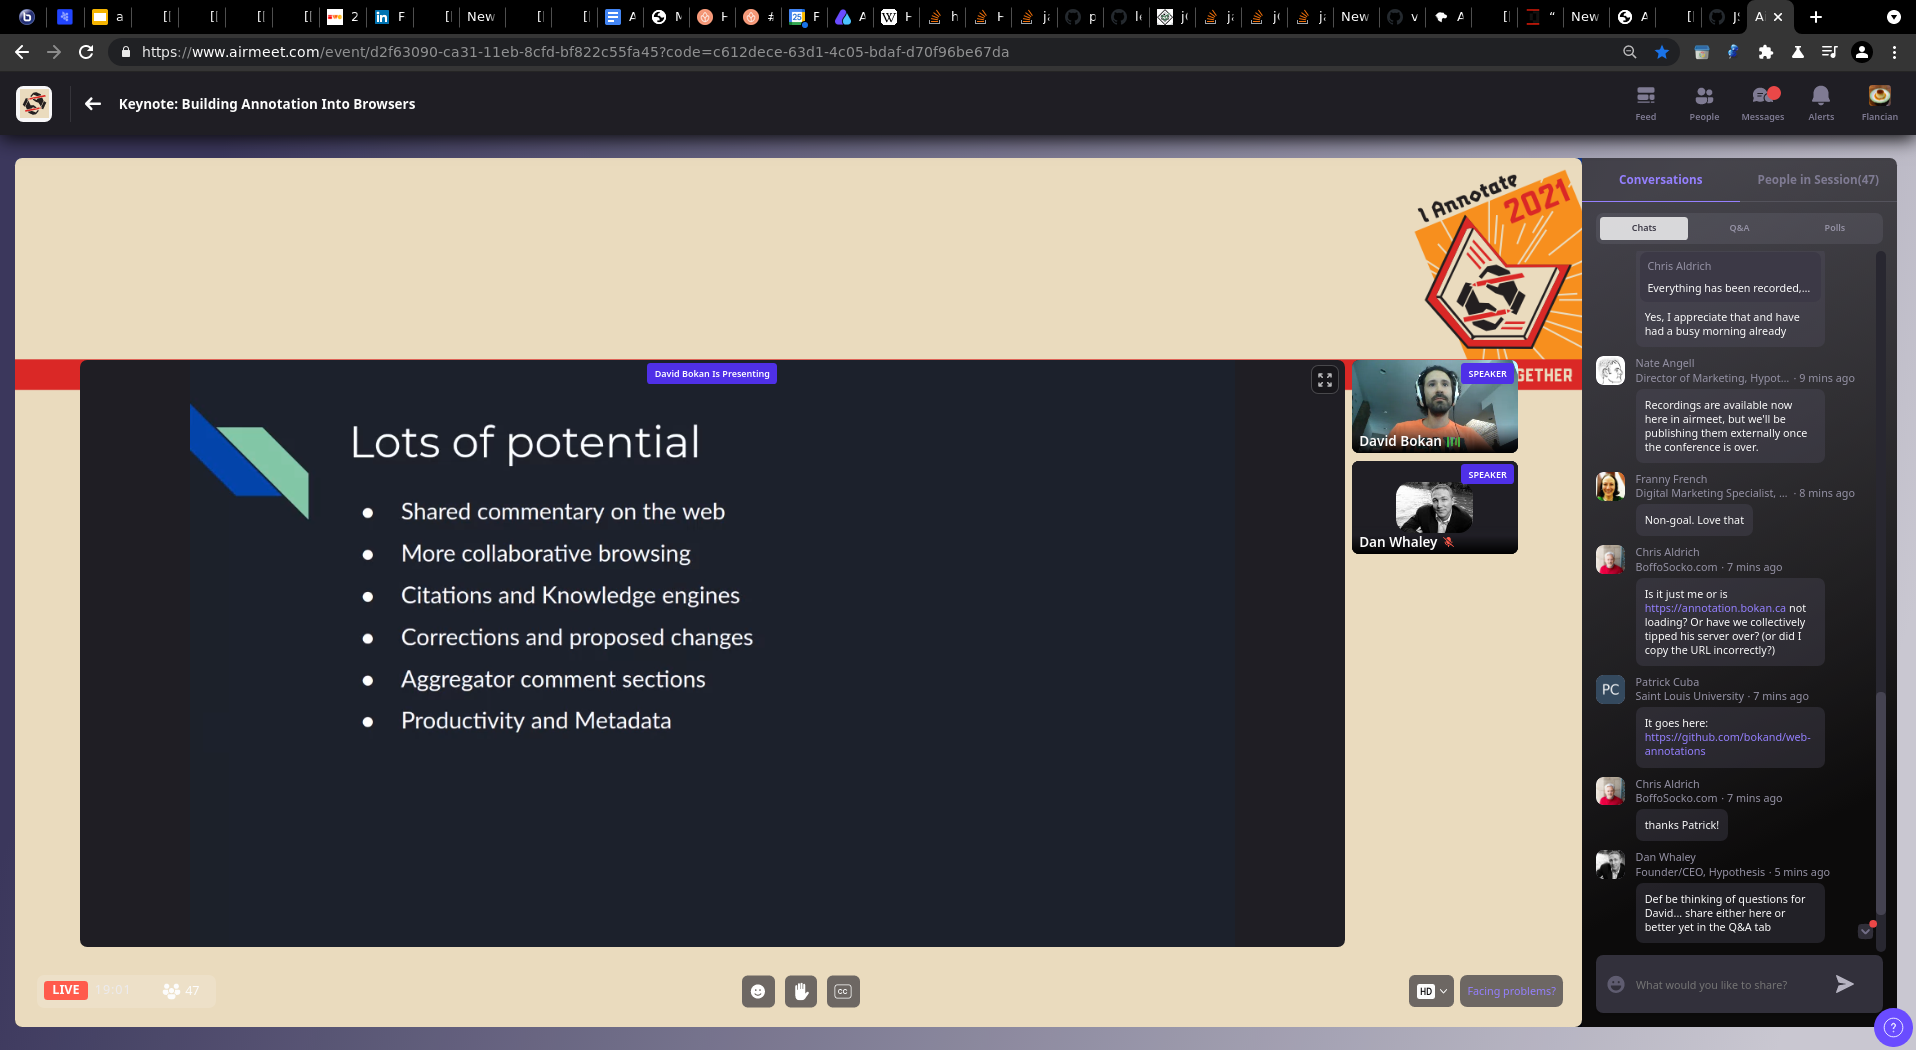 https://www.airmeet.com/event/d2f63090-ca31-11eb-8cfd-bf822c55fa45?code=c612dece-63d1-4c05-bdaf-d70f96be67da
Keynote: Building Annotation Into Browsers
Feed
People
Messages
Alerts
Flancian
I Annotate
2021
GETHER
David Bokan Is Presenting
Lots of potential
● Shared commentary on the web
● More collaborative browsing
● Citations and Knowledge engines
● Corrections and proposed changes
● Aggregator comment sections
● Productivity and Metadata
SPEAKER
David Bokan
SPEAKER
Dan Whaley
LIVE 19:01 47
CC
HD
Facing problems?
Conversations
People in Session(47)
Chats
Q&A
Polls
Chris Aldrich
Everything has been recorded,...
Yes, I appreciate that and have
had a busy morning already
Nate Angell
Director of Marketing, Hypot... · 9 mins ago
Recordings are available now
here in airmeet, but we'll be
publishing them externally once
the conference is over.
Franny French
Digital Marketing Specialist, ... · 8 mins ago
Non-goal. Love that
Chris Aldrich
BoffoSocko.com · 7 mins ago
Is it just me or is
https://annotation.bokan.ca not
loading? Or have we collectively
tipped his server over? (or did I
copy the URL incorrectly?)
PC
Patrick Cuba
Saint Louis University · 7 mins ago
It goes here:
https://github.com/bokand/web-
annotations
Chris Aldrich
BoffoSocko.com · 7 mins ago
thanks Patrick!
Dan Whaley
Founder/CEO, Hypothesis · 5 mins ago
Def be thinking of questions for
David... share either here or
better yet in the Q&A tab
What would you like to share?